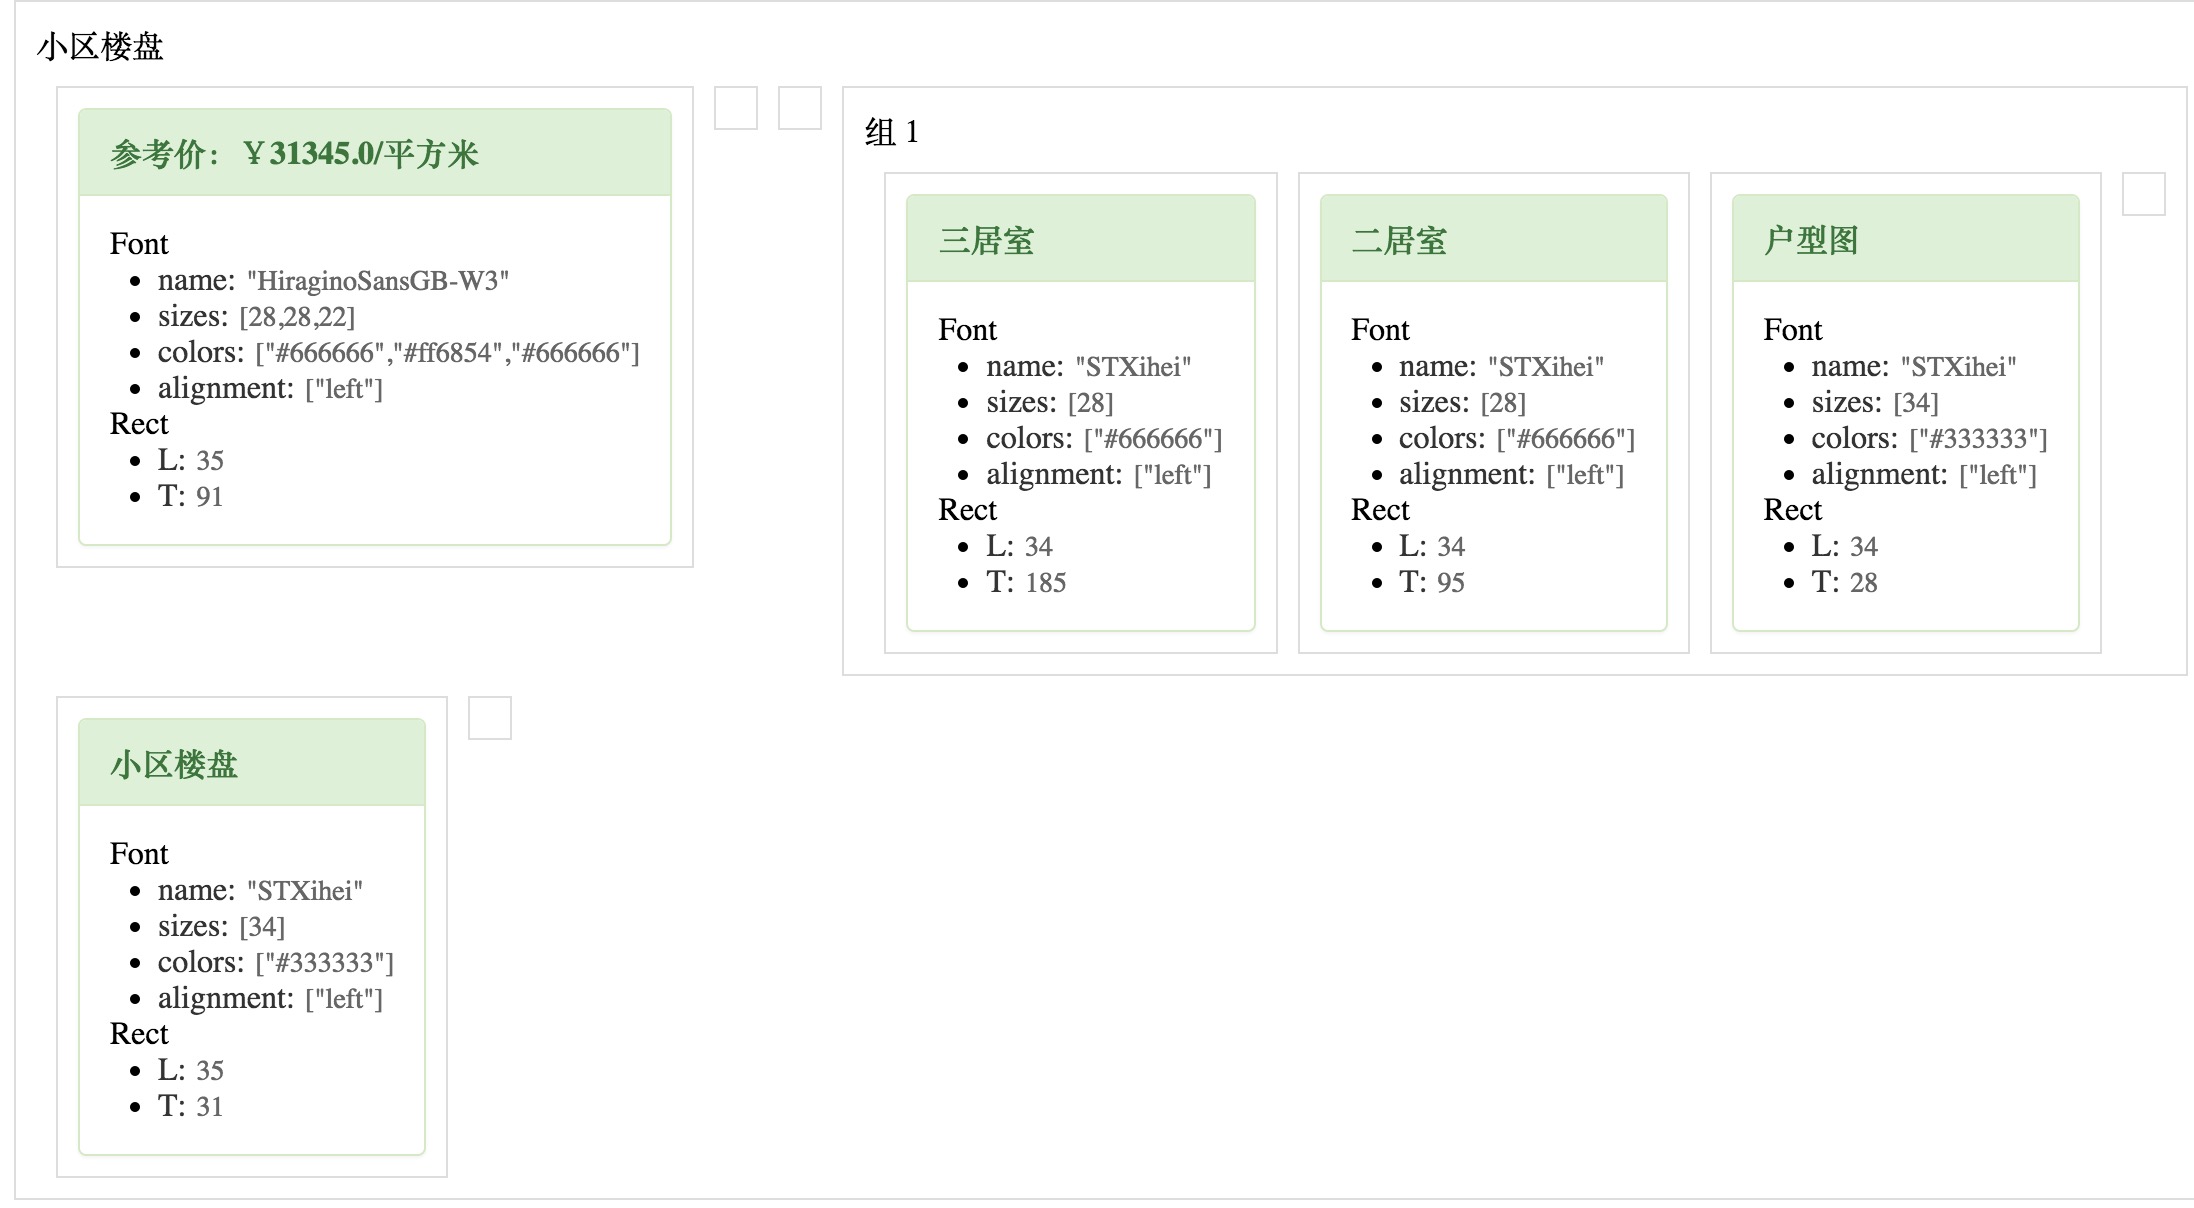 小区楼盘
参考价：￥31345.0/平方米
Font
• name: "HiraginoSansGB-W3"
• sizes: [28,28,22]
• colors: ["#666666","#ff6854","#666666"]
• alignment: ["left"]
Rect
• L: 35
• T: 91
组 1
三居室
Font
• name: "STXihei"
• sizes: [28]
• colors: ["#666666"]
• alignment: ["left"]
Rect
• L: 34
• T: 185
二居室
Font
• name: "STXihei"
• sizes: [28]
• colors: ["#666666"]
• alignment: ["left"]
Rect
• L: 34
• T: 95
户型图
Font
• name: "STXihei"
• sizes: [34]
• colors: ["#333333"]
• alignment: ["left"]
Rect
• L: 34
• T: 28
小区楼盘
Font
• name: "STXihei"
• sizes: [34]
• colors: ["#333333"]
• alignment: ["left"]
Rect
• L: 35
• T: 31